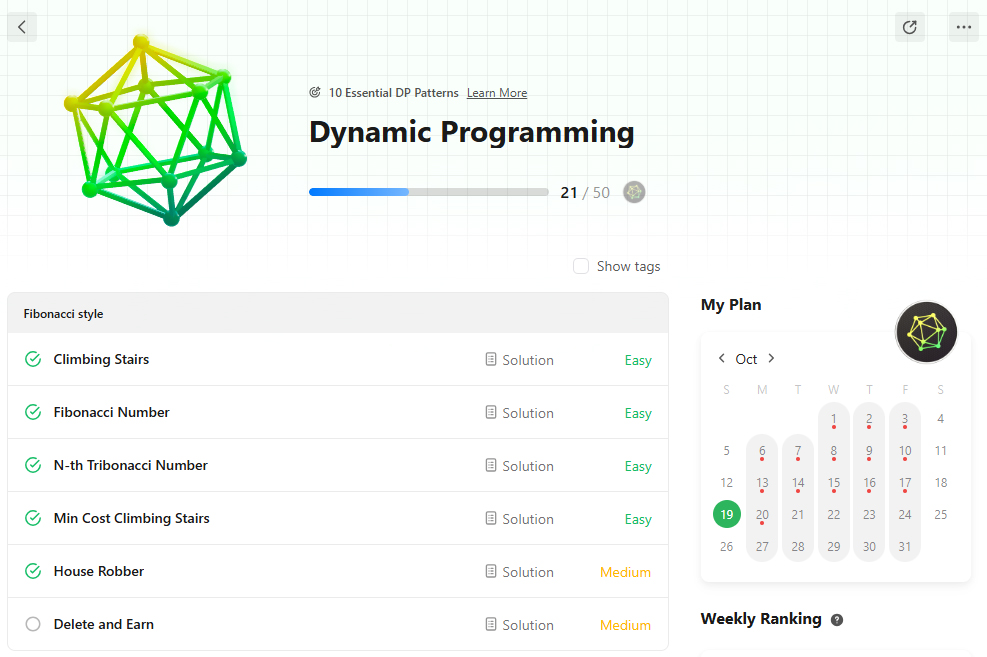 10 Essential DP Patterns Learn More
Dynamic Programming
21 / 50
Show tags
Fibonacci style
Climbing Stairs Solution Easy
Fibonacci Number Solution Easy
N-th Tribonacci Number Solution Easy
Min Cost Climbing Stairs Solution Easy
House Robber Solution Medium
Delete and Earn Solution Medium
My Plan
Oct
S M T W T F S
1 2 3 4
5 6 7 8 9 10 11
12 13 14 15 16 17 18
19 20 21 22 23 24 25
26 27 28 29 30 31
Weekly Ranking ?